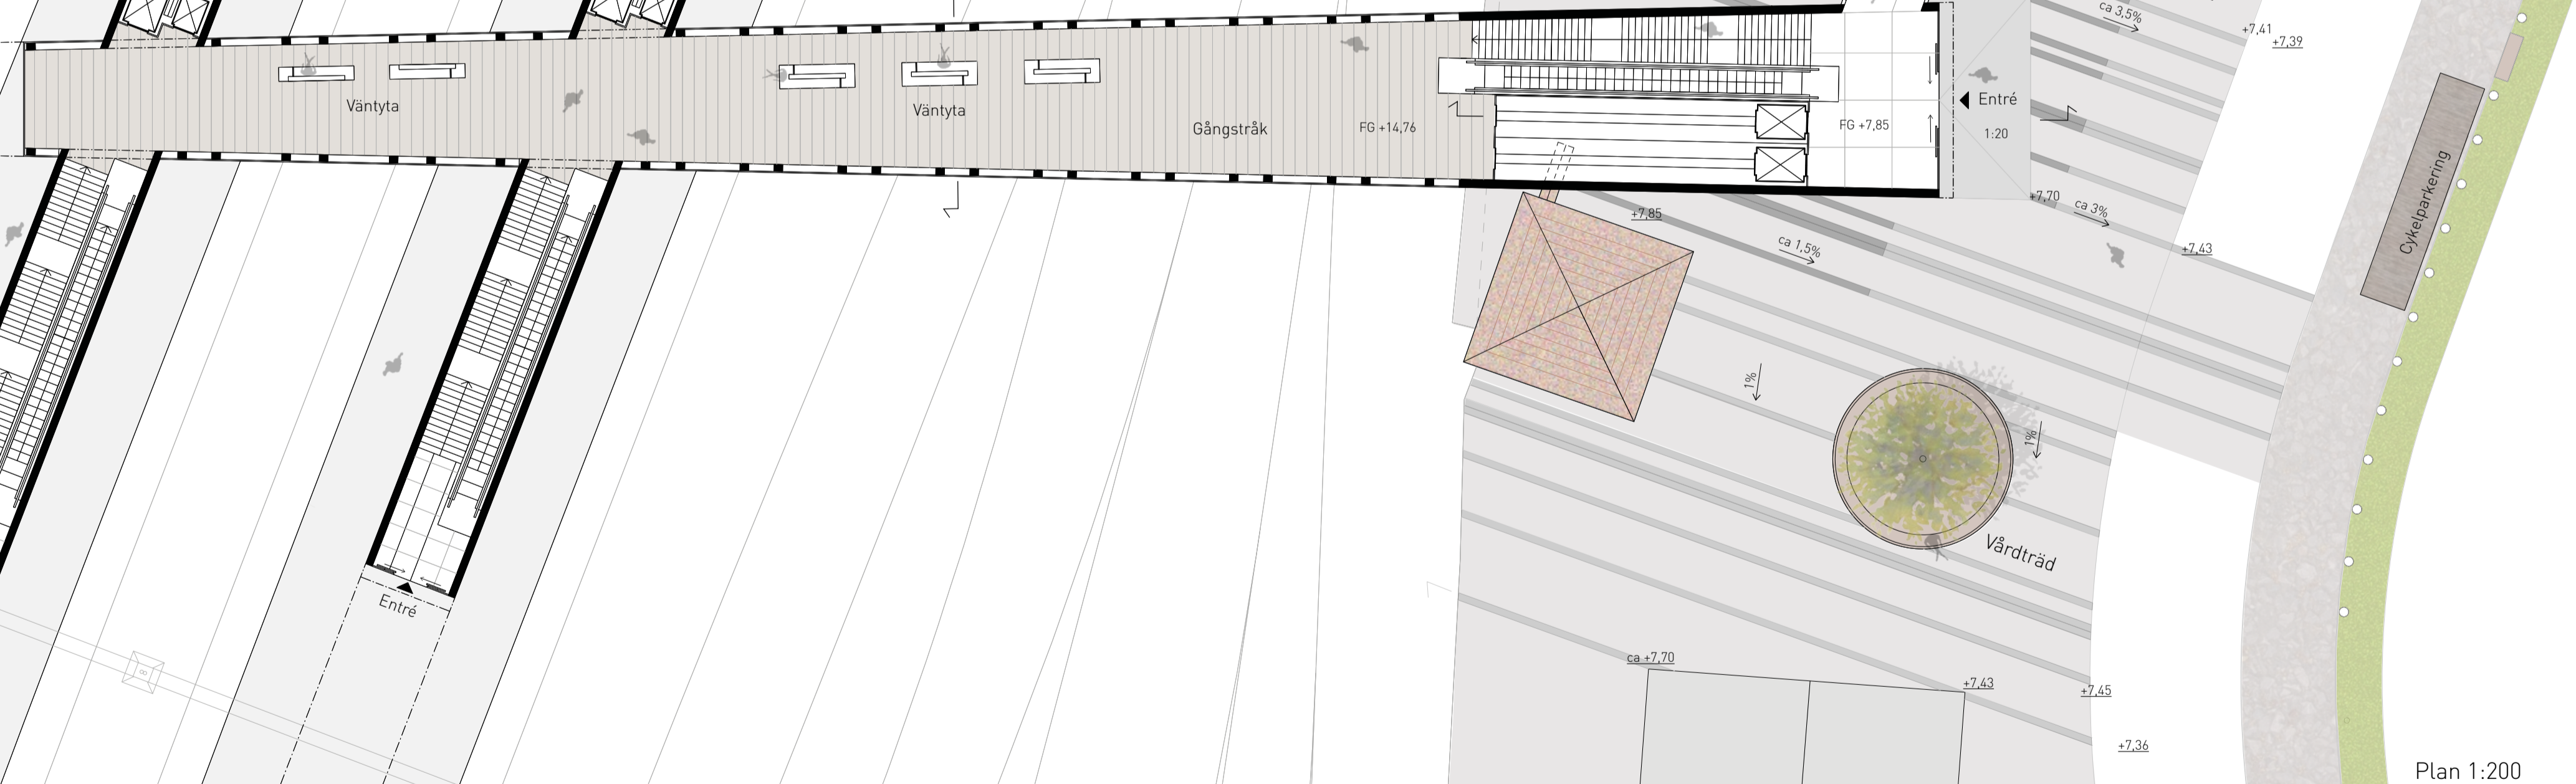 ca 3,5%
+7,41
+7,39
Väntyta
Väntyta
Gångstråk
FG +14,76
FG +7,85
Entré
1:20
Cykelparkering
+7,85
+7,70
ca 3%
ca 1,5%
+7,43
1%
1%
Vårdträd
Entré
ca +7,70
+7,43
+7,45
+7,36
Plan 1:200